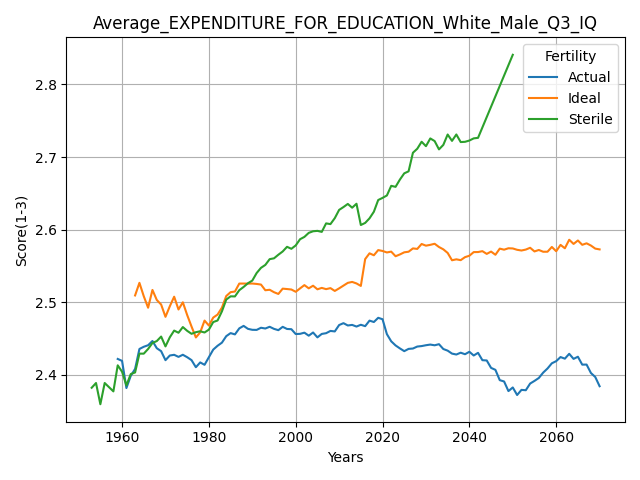 Average_EXPENDITURE_FOR_EDUCATION_White_Male_Q3_IQ
Fertility
Actual
Ideal
Sterile
Score(1-3)
2.8
2.7
2.6
2.5
2.4
1960 1980 2000 2020 2040 2060
Years